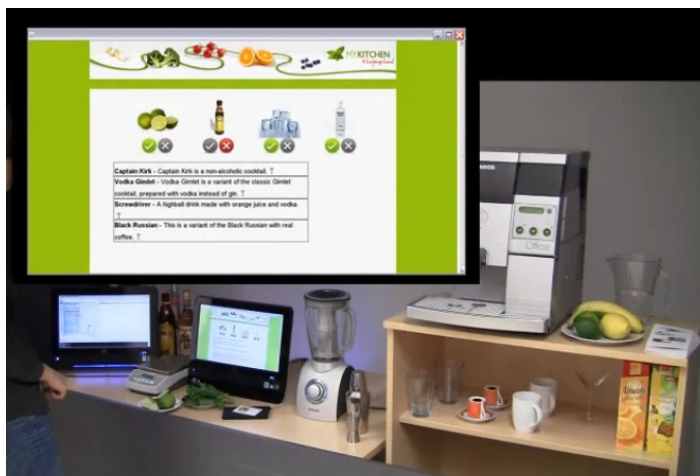 MYKITCHEN
Captain Kirk - Captain Kirk is a non-alcoholic cocktail.
Vodka Gimlet - Vodka Gimlet is a variant of the classic Gimlet
cocktail, prepared with vodka instead of gin.
Screwdriver - A highball drink made with orange juice and vodka.
Black Russian - This is a variant of the Black Russian with real
coffee.
Office